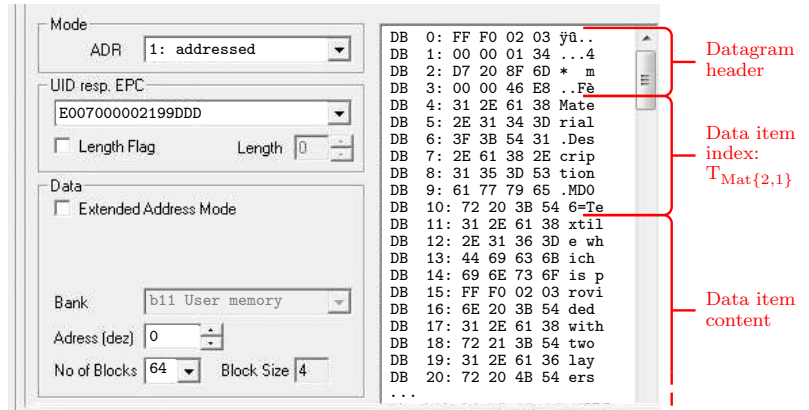 Mode
ADR 1: addressed
UID resp. EPC
E007000002199DDD
Length Flag Length 0
Data
Extended Address Mode
Bank b11 User memory
Adress (dez) 0
No of Blocks 64 Block Size 4
DB 0: FF F0 02 03 ÿû..
DB 1: 00 00 01 34 ...4
DB 2: D7 20 8F 6D * m
DB 3: 00 00 46 E8 ..Fè
DB 4: 31 2E 61 38 Mate
DB 5: 2E 31 34 3D rial
DB 6: 3F 3B 54 31 .Des
DB 7: 2E 61 38 2E crip
DB 8: 31 35 3D 53 tion
DB 9: 61 77 79 65 .MD0
DB 10: 72 20 3B 54 6=Te
DB 11: 31 2E 61 38 xtil
DB 12: 2E 31 36 3D e wh
DB 13: 44 69 63 6B ich
DB 14: 69 6E 73 6F is p
DB 15: FF F0 02 03 rovi
DB 16: 6E 20 3B 54 ded
DB 17: 31 2E 61 38 with
DB 18: 72 21 3B 54 two
DB 19: 31 2E 61 36 lay
DB 20: 72 20 4B 54 ers
...
Datagram
header
Data item
index:
T_Mat{2,1}
Data item
content